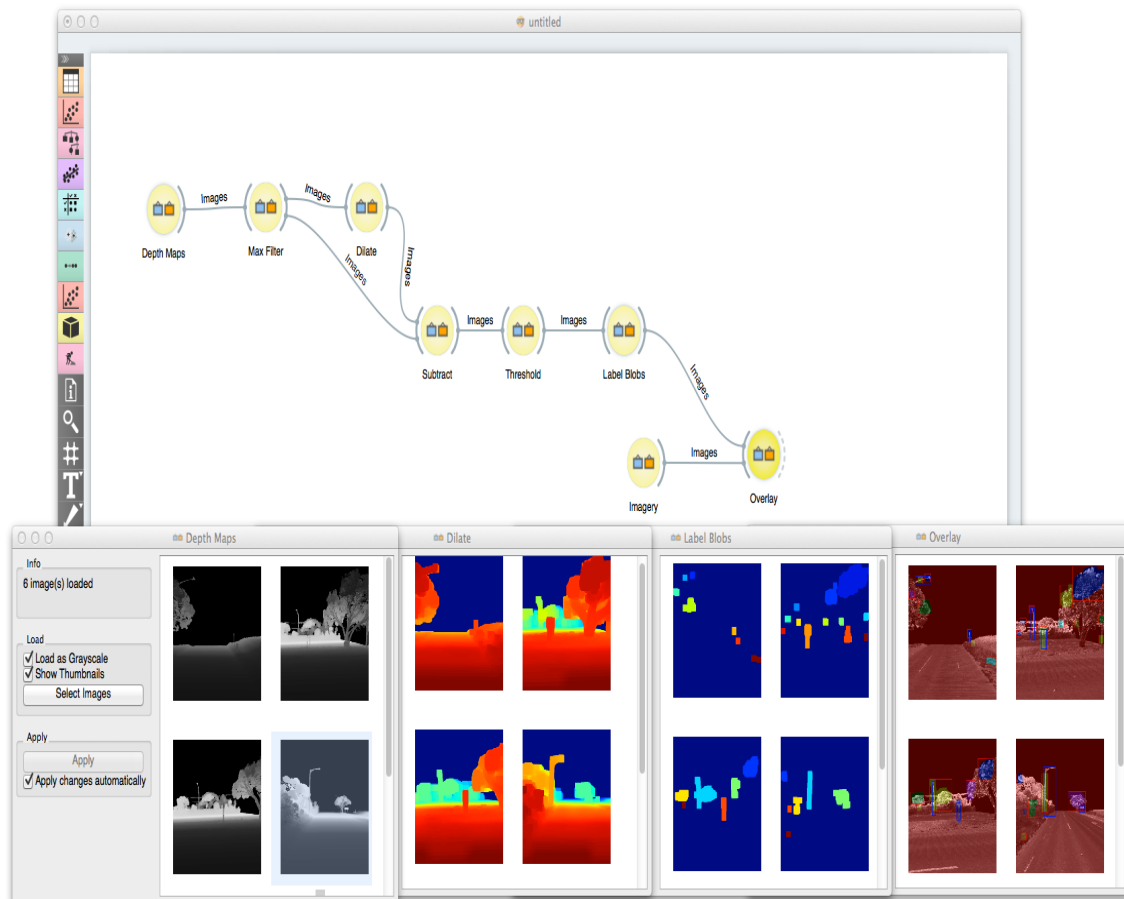 untitled
Images
Images
Depth Maps
Max Filter
Dilate
Images
Images
Images
Images
Subtract
Threshold
Label Blobs
Images
Images
Imagery
Overlay
T
Depth Maps
Info
6 image(s) loaded
Load
Load as Grayscale
Show Thumbnails
Select Images
Apply
Apply
Apply changes automatically
Dilate
Label Blobs
Overlay